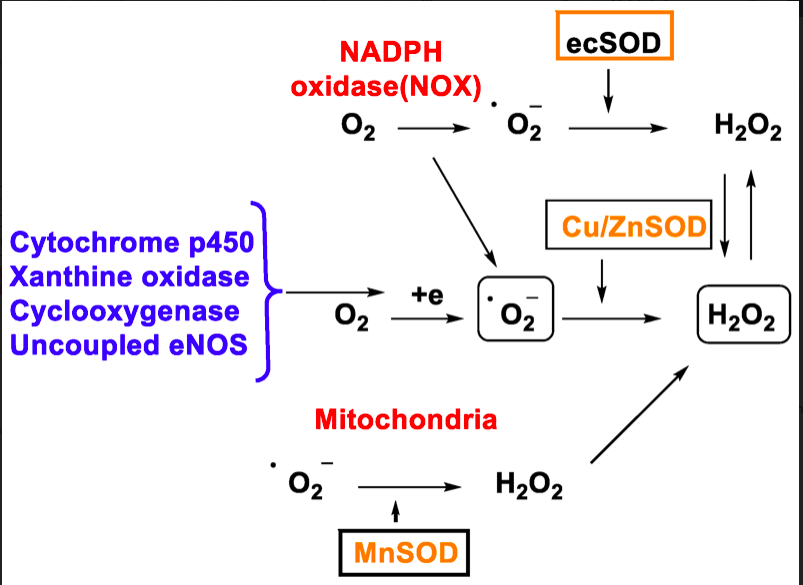 ecSOD
NADPH
oxidase(NOX)
O₂ ˙O₂⁻ H₂O₂
Cu/ZnSOD
Cytochrome p450
Xanthine oxidase
Cyclooxygenase
Uncoupled eNOS
O₂ +e ˙O₂⁻ H₂O₂
Mitochondria
˙O₂⁻ H₂O₂
MnSOD